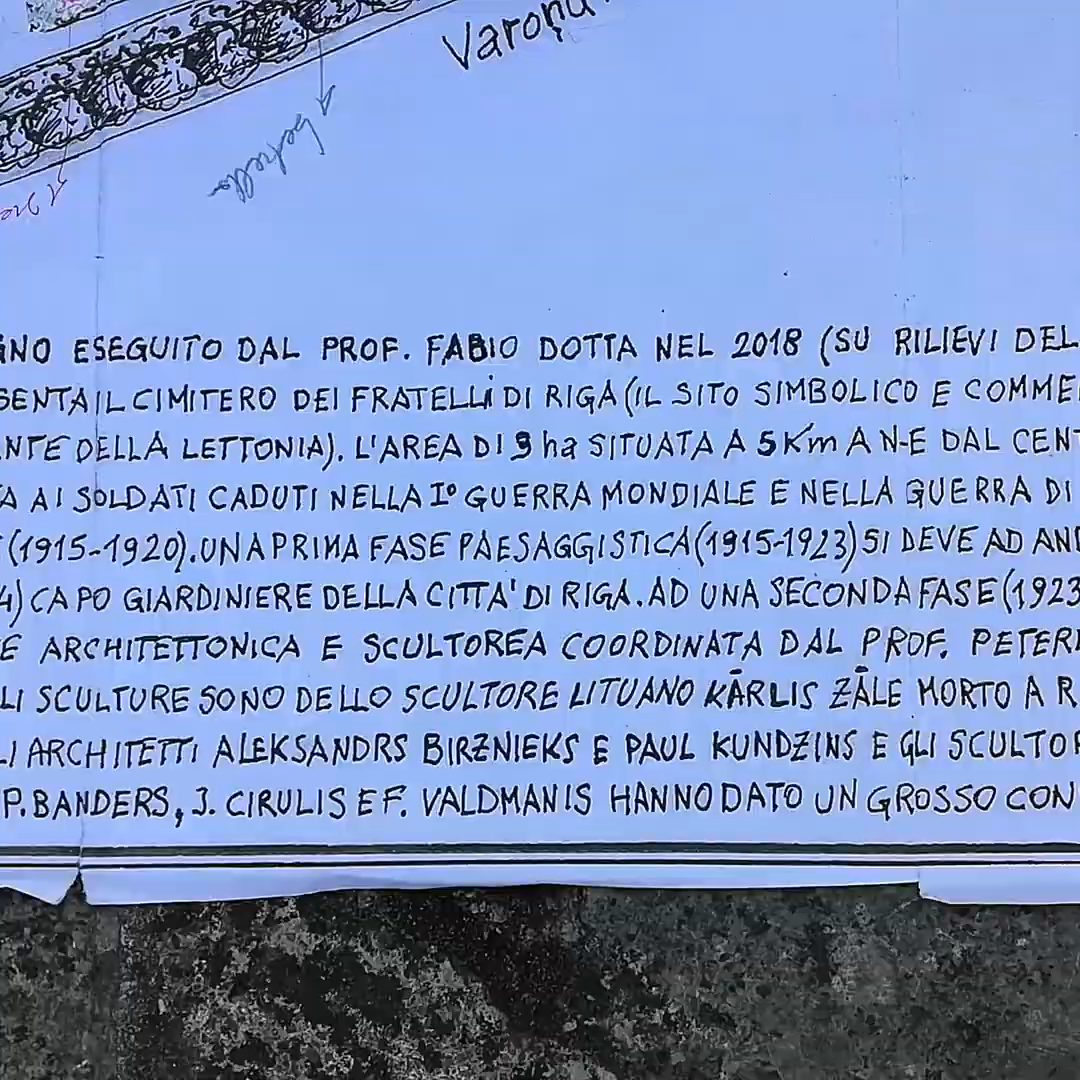 Varoņu
betulle
GNO ESEGUITO DAL PROF. FABIO DOTTA NEL 2018 (SU RILIEVI DEL
SENTA IL CIMITERO DEI FRATELLI DI RIGA (IL SITO SIMBOLICO E COMME
NTE DELLA LETTONIA). L'AREA DI 9 ha SITUATA A 5 Km A N-E DAL CENT
A AI SOLDATI CADUTI NELLA I° GUERRA MONDIALE E NELLA GUERRA DI
(1915-1920). UNA PRIMA FASE PAESAGGISTICA (1915-1923) SI DEVE AD AN
4) CAPO GIARDINIERE DELLA CITTA' DI RIGA. AD UNA SECONDA FASE (1923
E ARCHITETTONICA E SCULTOREA COORDINATA DAL PROF. PETER
LI SCULTURE SONO DELLO SCULTORE LITUANO KĀRLIS ZĀLE MORTO A R
LI ARCHITETTI ALEKSANDRS BIRZNIEKS E PAUL KUNDZINS E GLI SCULTO
P. BANDERS, J. CIRULIS E F. VALDMANIS HANNO DATO UN GROSSO CON